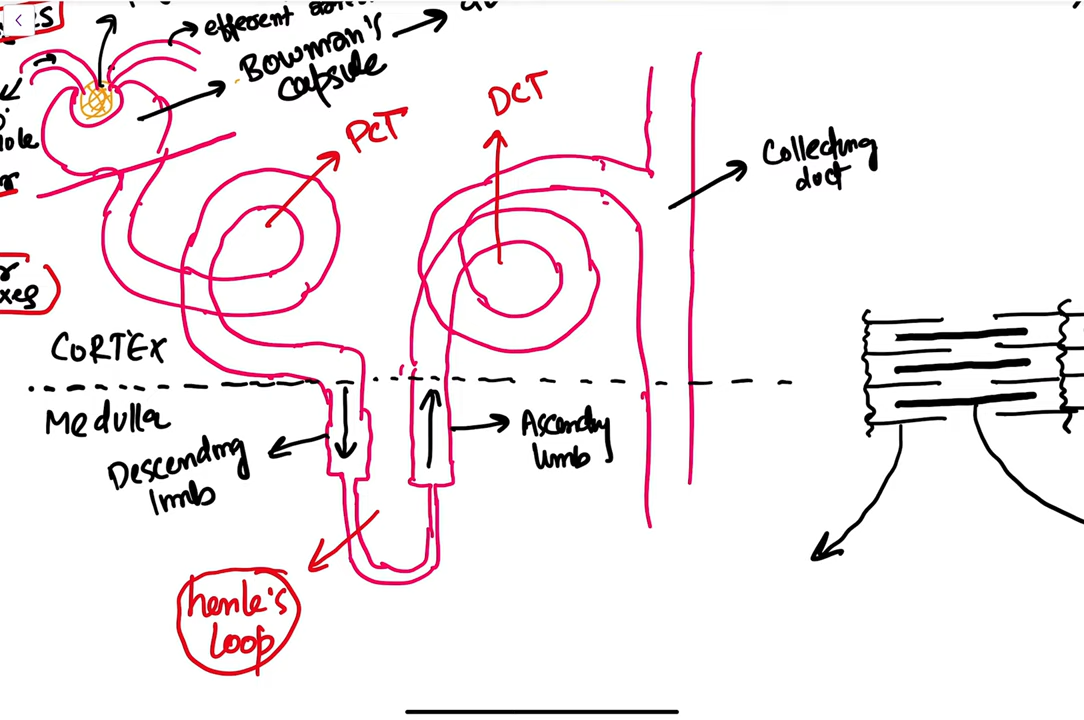 efferent
Bowman's
capsule
PCT
DCT
Collecting
duct
CORTEX
Medulla
Descending
limb
Ascending
limb
henle's
loop